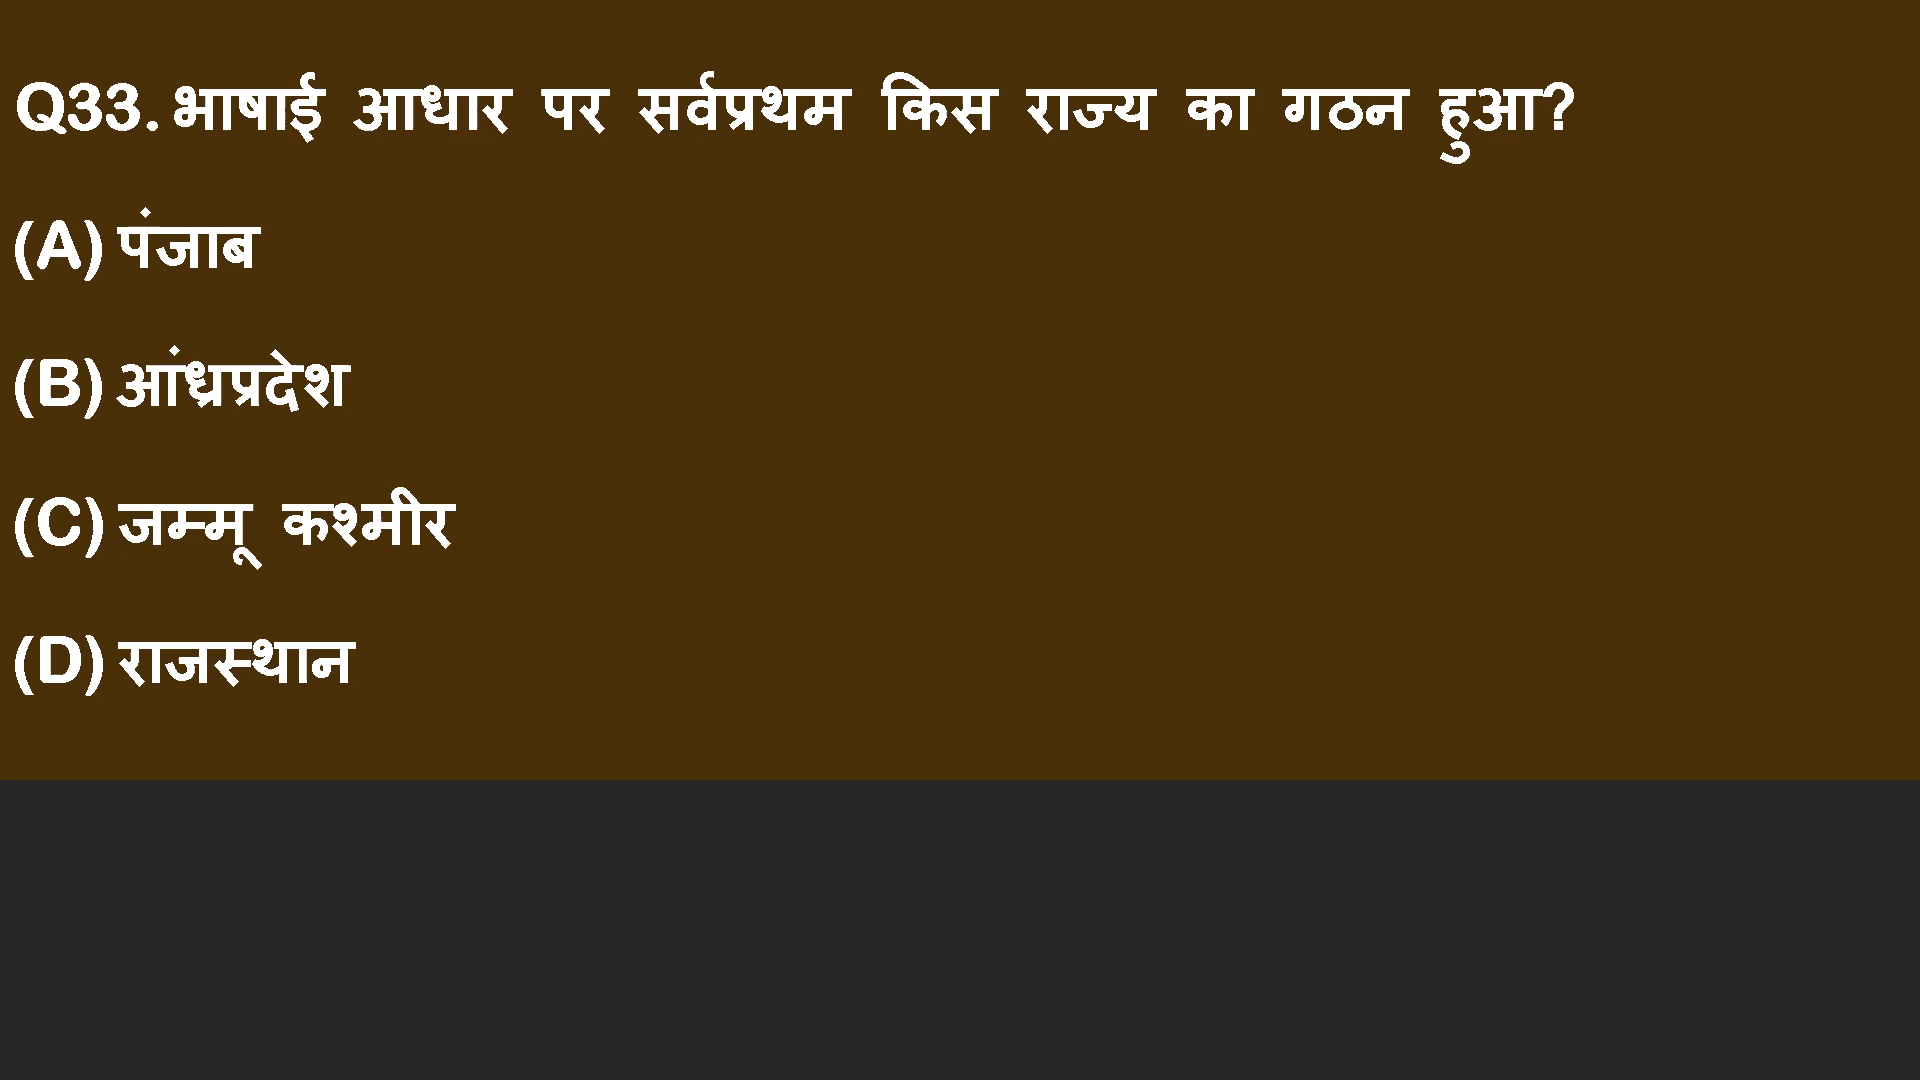 Q33. भाषाई आधार पर सर्वप्रथम किस राज्य का गठन हुआ?
(A) पंजाब
(B) आंध्रप्रदेश
(C) जम्मू कश्मीर
(D) राजस्थान